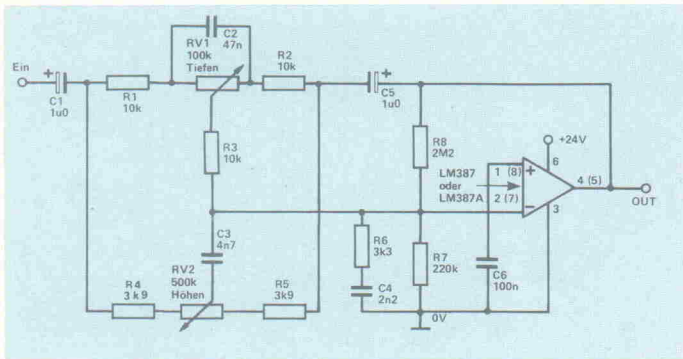 Ein
+
C1
1u0
R1
10k
RV1
100k
Tiefen
C2
47n
R2
10k
+
C5
1u0
R3
10k
R8
2M2
LM387
oder
LM387A
+24V
6
1 (8)
+
2 (7)
−
4 (5)
OUT
3
C3
4n7
R6
3k3
R7
220k
C6
100n
R4
3k9
RV2
500k
Höhen
R5
3k9
C4
2n2
0V